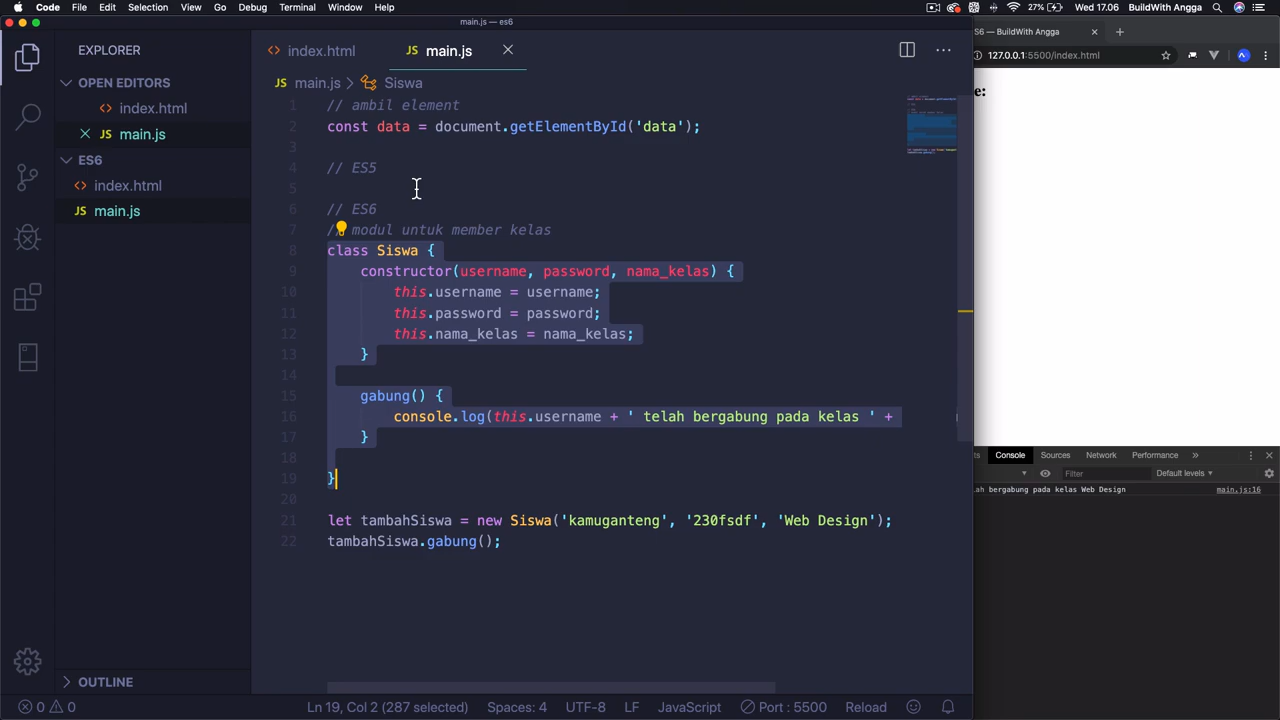 Code File Edit Selection View Go Debug Terminal Window Help 27% Wed 17.06 BuildWith Angga
main.js — es6
EXPLORER
OPEN EDITORS
index.html
main.js
ES6
index.html
JS main.js
OUTLINE
index.html JS main.js
JS main.js Siswa
1 // ambil element
2 const data = document.getElementById('data');
3
4 // ES5
5
6 // ES6
7 // modul untuk member kelas
8 class Siswa {
9 constructor(username, password, nama_kelas) {
10 this.username = username;
11 this.password = password;
12 this.nama_kelas = nama_kelas;
13 }
14
15 gabung() {
16 console.log(this.username + ' telah bergabung pada kelas ' +
17 }
18
19 }
20
21 let tambahSiswa = new Siswa('kamuganteng', '230fsdf', 'Web Design');
22 tambahSiswa.gabung();
0 0 Ln 19, Col 2 (287 selected) Spaces: 4 UTF-8 LF JavaScript Port : 5500 Reload
S6 — BuildWith Angga
127.0.0.1:5500/index.html
e:
ts Console Sources Network Performance »
Filter Default levels
lah bergabung pada kelas Web Design main.js:16